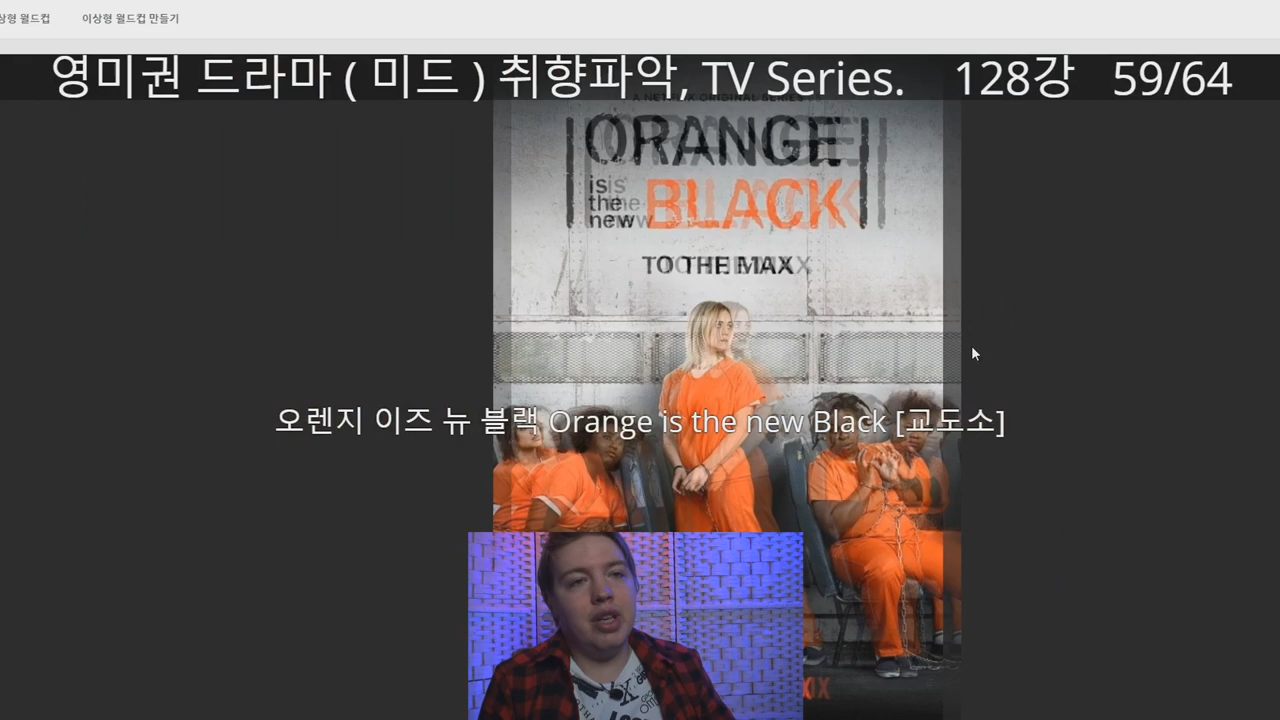 상형 월드컵 이상형 월드컵 만들기
영미권 드라마 ( 미드 ) 취향파악, TV Series. 128강 59/64
A NETFLIX ORIGINAL SERIES
ORANGE
is
the
new
BLACK
TO THE MAX
오렌지 이즈 뉴 블랙 Orange is the new Black [교도소]